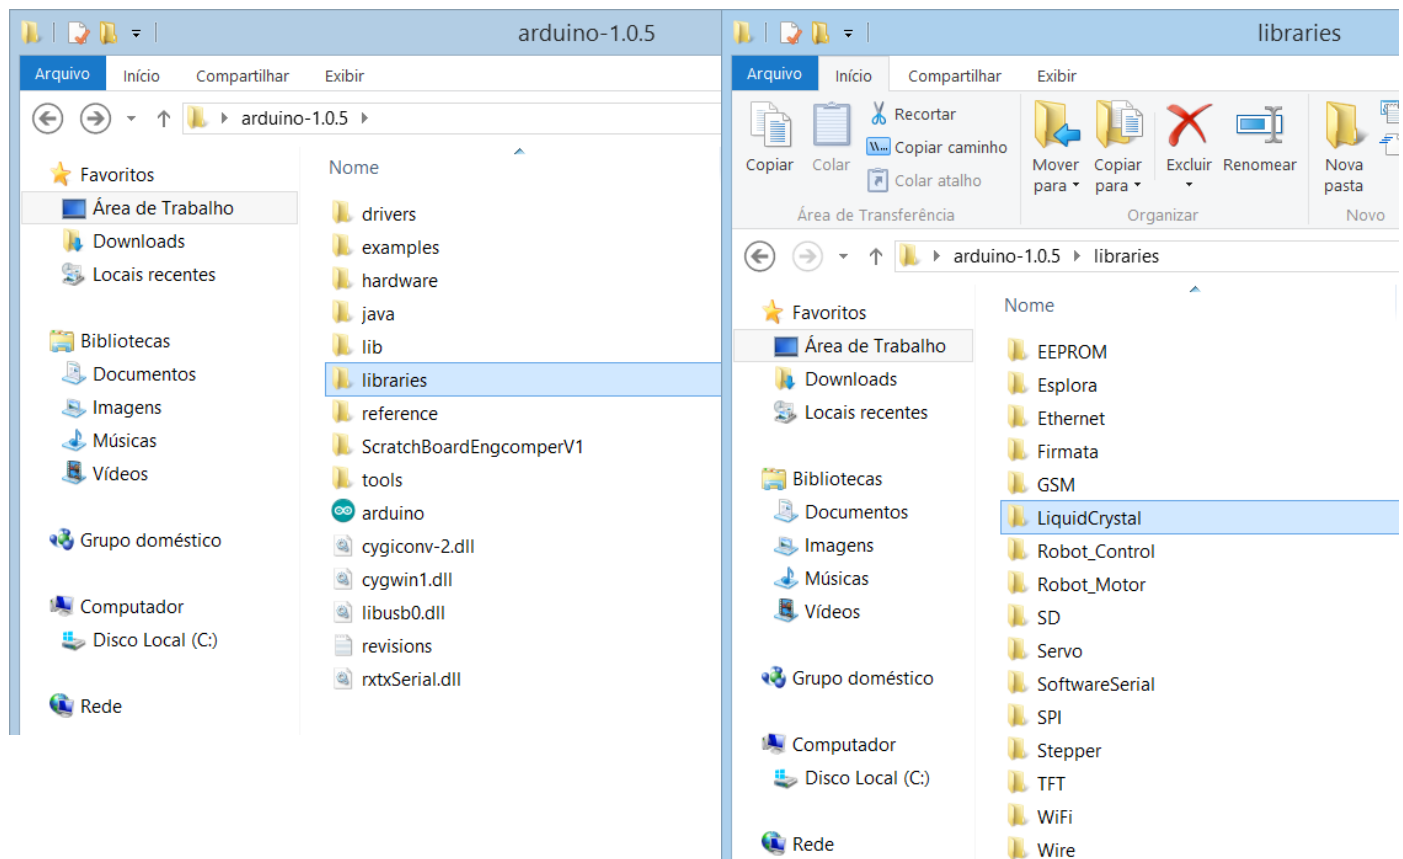 arduino-1.0.5
Arquivo Início Compartilhar Exibir
arduino-1.0.5
Favoritos
Área de Trabalho
Downloads
Locais recentes
Bibliotecas
Documentos
Imagens
Músicas
Vídeos
Grupo doméstico
Computador
Disco Local (C:)
Rede
Nome
drivers
examples
hardware
java
lib
libraries
reference
ScratchBoardEngcomperV1
tools
arduino
cygiconv-2.dll
cygwin1.dll
libusb0.dll
revisions
rxtxSerial.dll
libraries
Arquivo Início Compartilhar Exibir
Copiar
Colar
Recortar
W... Copiar caminho
Colar atalho
Área de Transferência
Mover para
Copiar para
Excluir
Renomear
Organizar
Nova pasta
Novo
arduino-1.0.5 libraries
Favoritos
Área de Trabalho
Downloads
Locais recentes
Bibliotecas
Documentos
Imagens
Músicas
Vídeos
Grupo doméstico
Computador
Disco Local (C:)
Rede
Nome
EEPROM
Esplora
Ethernet
Firmata
GSM
LiquidCrystal
Robot_Control
Robot_Motor
SD
Servo
SoftwareSerial
SPI
Stepper
TFT
WiFi
Wire